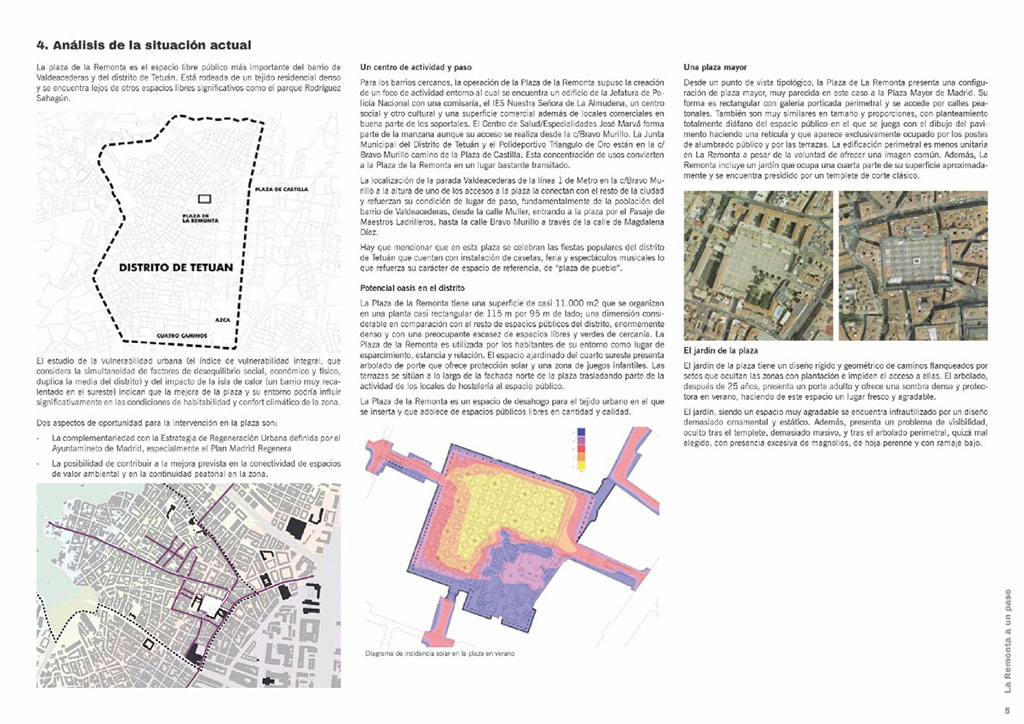 4. Análisis de la situación actual
La plaza de la Remonta es el espacio libre público más importante del barrio de
Valdeacederas y del distrito de Tetuán. Está rodeada de un tejido residencial denso
y se encuentra lejos de otros espacios libres significativos como el parque Rodríguez
Sahagún.
PLAZA DE CASTILLA
PLAZA DE
LA REMONTA
DISTRITO DE TETUAN
AZCA
CUATRO CAMINOS
El estudio de la vulnerabilidad urbana (el índice de vulnerabilidad integral, que
considera la simultaneidad de factores de desequilibrio social, económico y físico,
duplica la media del distrito) y del impacto de la isla de calor (un barrio muy reca-
lentado en el sureste) indican que la mejora de la plaza y su entorno podría influir
significativamente en las condiciones de habitabilidad y confort climático de la zona.
Dos aspectos de oportunidad para la intervención en la plaza son:
- La complementariedad con la Estrategia de Regeneración Urbana definida por el
Ayuntamineto de Madrid, especialmente el Plan Madrid Regenera
- La posibilidad de contribuir a la mejora prevista en la conectividad de espacios
de valor ambiental y en la continuidad peatonal en la zona.
Un centro de actividad y paso
Para los barrios cercanos, la operación de la Plaza de la Remonta supuso la creación
de un foco de actividad entorno al cual se encuentra un edificio de la Jefatura de Po-
licía Nacional con una comisaría, el IES Nuestra Señora de La Almudena, un centro
social y otro cultural y una superficie comercial además de locales comerciales en
buena parte de los soportales. El Centro de Salud/Especialidades José Marvá forma
parte de la manzana aunque su acceso se realiza desde c/Bravo Murillo. La Junta
Municipal del Distrito de Tetuán y el Polideportivo Triangulo de Oro están en la c/
Bravo Murillo camino de la Plaza de Castilla. Esta concentración de usos convierten
a la Plaza de la Remonta en un lugar bastante transitado.
La localización de la parada Valdeacederas de la línea 1 de Metro en la c/Bravo Mu-
rillo a la altura de uno de los accesos a la plaza la conectan con el resto de la ciudad
y refuerzan su condición de lugar de paso, fundamentalmente de la población del
barrio de Valdeacederas, desde la calle Muller, entrando a la plaza por el Pasaje de
Maestros Ladrilleros, hasta la calle Bravo Murillo a través de la calle de Magdalena
Díez.
Hay que mencionar que en esta plaza se celebran las fiestas populares del distrito
de Tetuán que cuentan con instalación de casetas, feria y espectáculos musicales lo
que refuerza su carácter de espacio de referencia, de “plaza de pueblo”.
Potencial oasis en el distrito
La Plaza de la Remonta tiene una superficie de casi 11.000 m2 que se organizan
en una planta casi rectangular de 115 m por 95 m de lado; una dimensión consi-
derable en comparación con el resto de espacios públicos del distrito, enormemente
denso y con una preocupante escasez de espacios libres y verdes de cercanía. La
Plaza de la Remonta es utilizada por los habitantes de su entorno como lugar de
esparcimiento, estancia y relación. El espacio ajardinado del cuarto sureste presenta
arbolado de porte que ofrece protección solar y una zona de juegos infantiles. Las
terrazas se sitúan a lo largo de la fachada norte de la plaza trasladando parte de la
actividad de los locales de hostelería al espacio público.
La Plaza de la Remonta es un espacio de desahogo para el tejido urbano en el que
se inserta y que adolece de espacios públicos libres en cantidad y calidad.
Diagrama de incidencia solar en la plaza en verano
Una plaza mayor
Desde un punto de vista tipológico, la Plaza de La Remonta presenta una configu-
ración de plaza mayor, muy parecida en este caso a la Plaza Mayor de Madrid. Su
forma es rectangular con galería porticada perimetral y se accede por calles pea-
tonales. También son muy similares en tamaño y proporciones, con planteamiento
totalmente diáfano del espacio público en el que se juega con el dibujo del pavi-
mento haciendo una retícula y que aparece exclusivamente ocupado por los postes
de alumbrado público y por las terrazas. La edificación perimetral es menos unitaria
en La Remonta a pesar de la voluntad de ofrecer una imagen común. Además, La
Remonta incluye un jardín que ocupa una cuarta parte de su superficie aproximada-
mente y se encuentra presidido por un templete de corte clásico.
El jardín de la plaza
El jardín de la plaza tiene un diseño rígido y geométrico de caminos flanqueados por
setos que ocultan las zonas con plantación e impiden el acceso a ellas. El arbolado,
después de 25 años, presenta un porte adulto y ofrece una sombra densa y protec-
tora en verano, haciendo de este espacio un lugar fresco y agradable.
El jardín, siendo un espacio muy agradable se encuentra infrautilizado por un diseño
demasiado ornamental y estático. Además, presenta un problema de visibilidad,
oculto tras el templete, demasiado masivo, y tras el arbolado perimetral, quizá mal
elegido, con presencia excesiva de magnolios, de hoja perenne y con ramaje bajo.
La Remonta a un paso